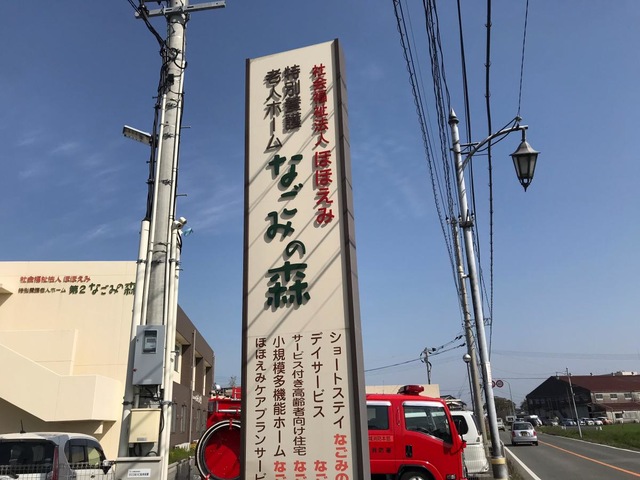 社会福祉法人 ほほえみ
特別養護
老人ホーム
なごみの森
ショートステイ なごみの
デイサービス な
サービス付き高齢者向け住宅 な
小規模多機能ホーム なご
ほほえみケアプランサービ
社会福祉法人 ほほえみ
特別養護老人ホーム 第2 なごみの森